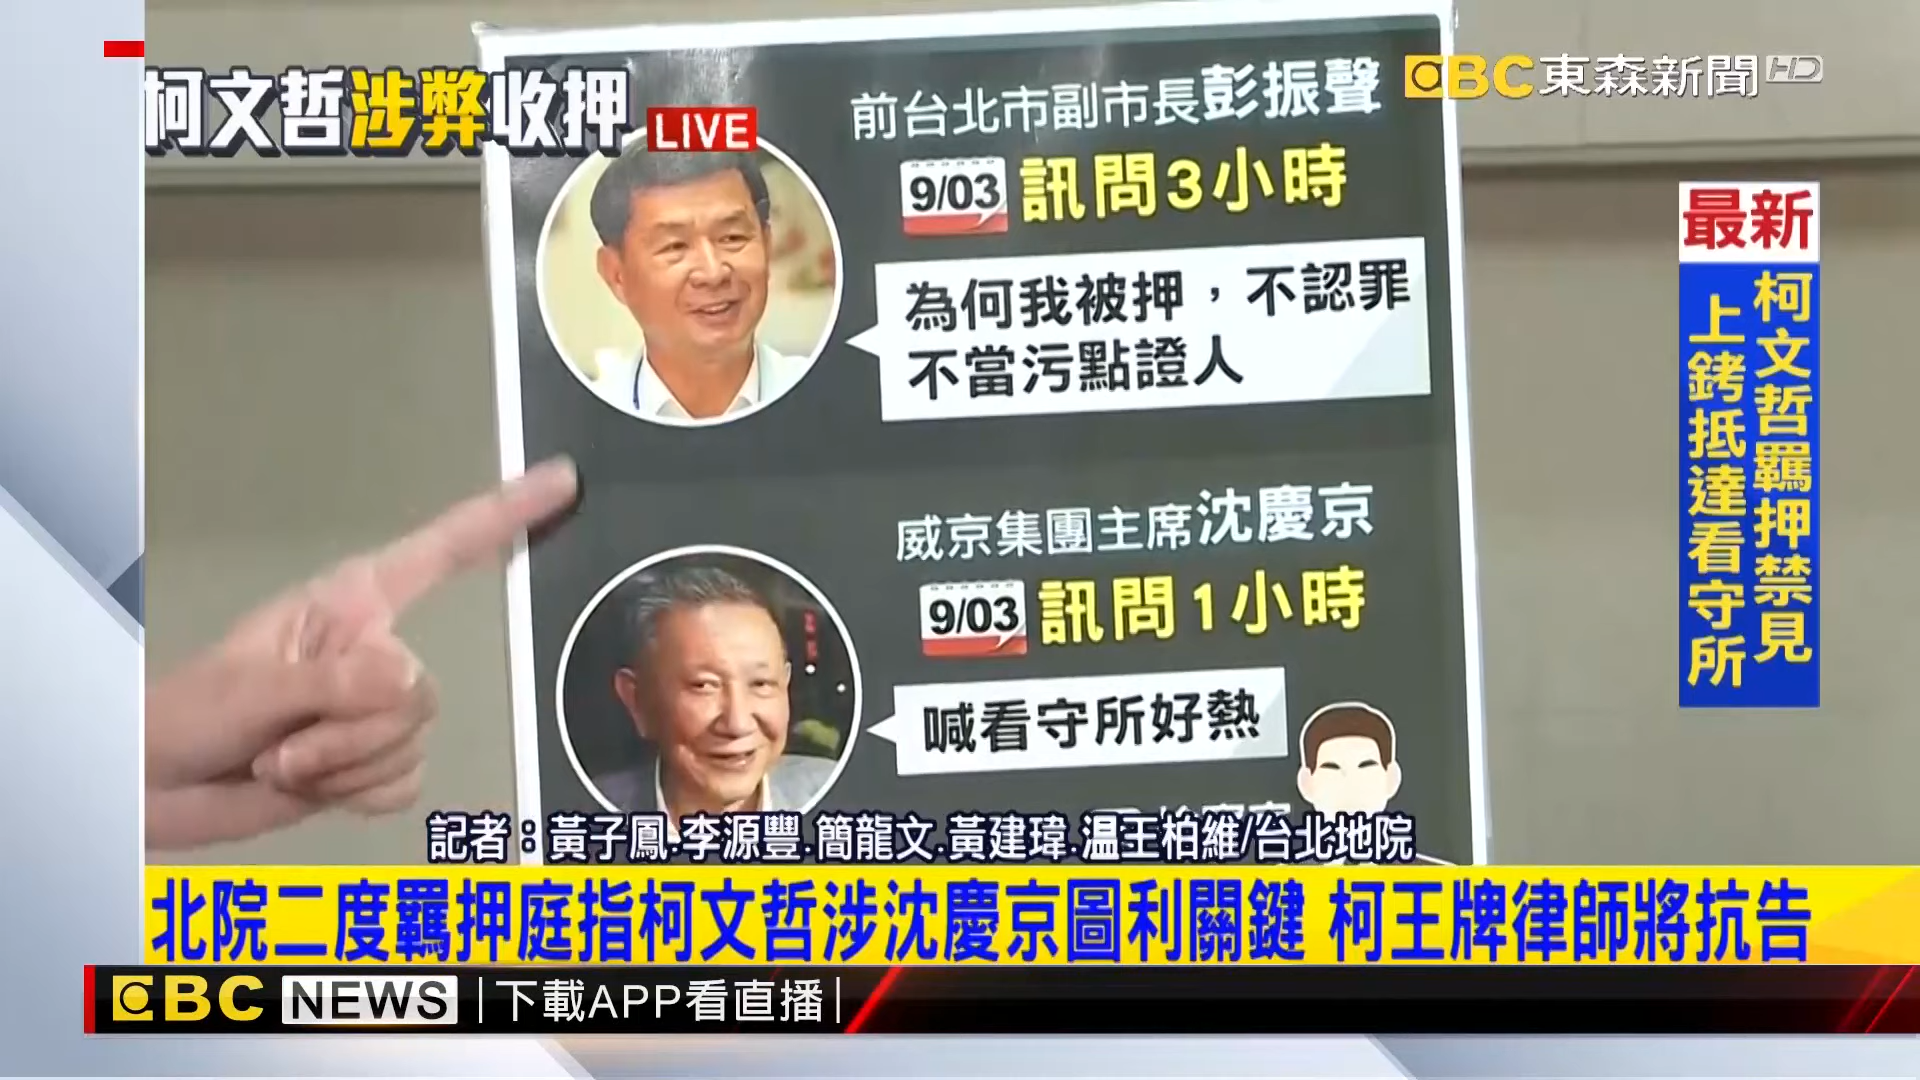 柯文哲涉弊收押
LIVE
EBC東森新聞HD
前台北市副市長彭振聲
9/03 訊問3小時
為何我被押，不認罪
不當污點證人
威京集團主席沈慶京
9/03 訊問1小時
喊看守所好熱
最新
柯文哲羈押禁見
上銬抵達看守所
記者：黃子鳳.李源豐.簡龍文.黃建瑋.溫王柏維/台北地院
北院二度羈押庭指柯文哲涉沈慶京圖利關鍵 柯王牌律師將抗告
EBC NEWS |下載APP看直播|